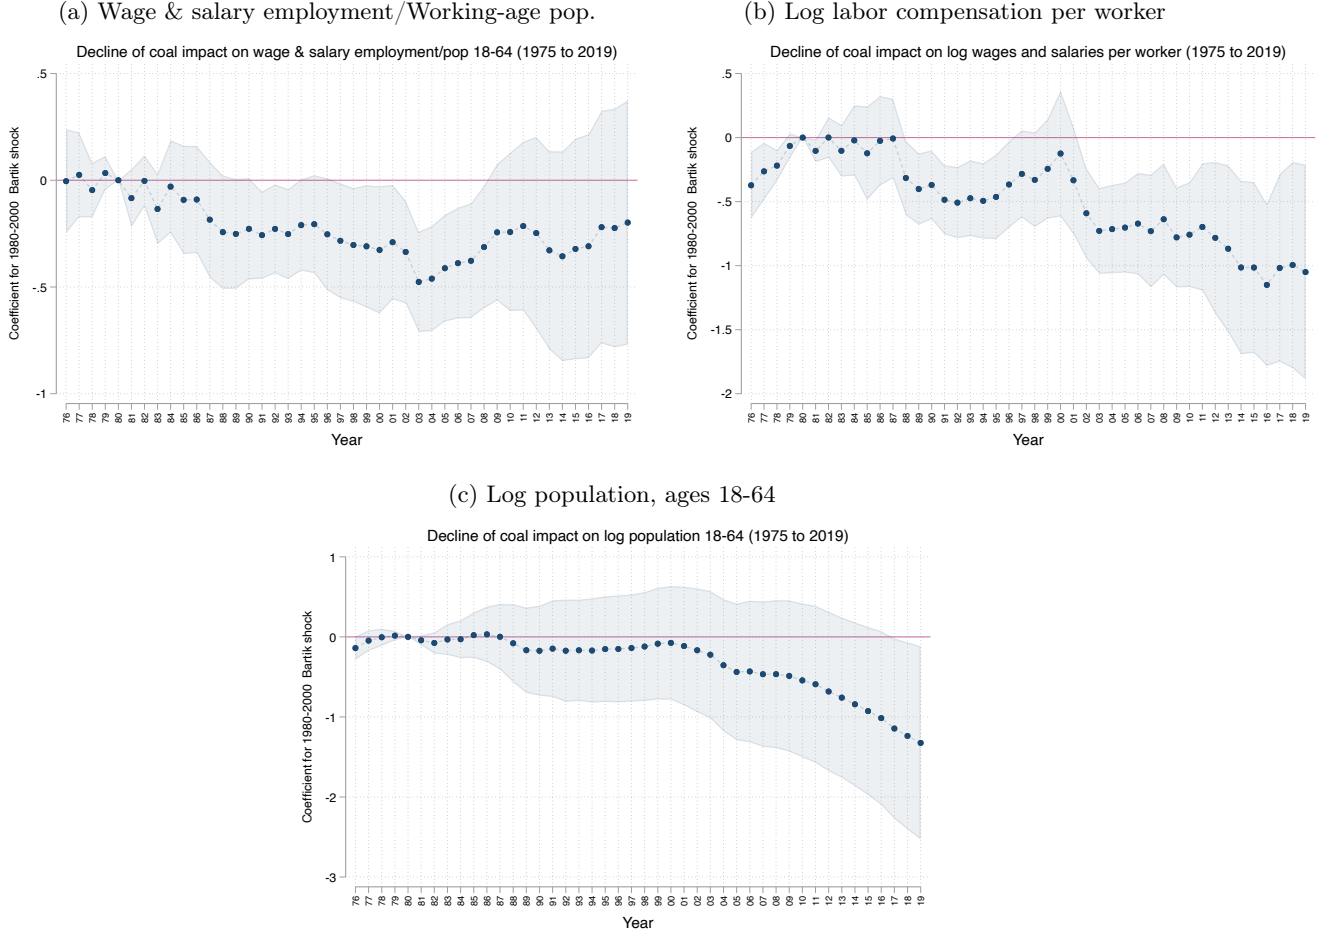 (a) Wage & salary employment/Working-age pop.
Decline of coal impact on wage & salary employment/pop 18-64 (1975 to 2019)
Coefficient for 1980-2000 Bartik shock
.5
0
-.5
-1
76 77 78 79 80 81 82 83 84 85 86 87 88 89 90 91 92 93 94 95 96 97 98 99 00 01 02 03 04 05 06 07 08 09 10 11 12 13 14 15 16 17 18 19
Year
(b) Log labor compensation per worker
Decline of coal impact on log wages and salaries per worker (1975 to 2019)
Coefficient for 1980-2000 Bartik shock
.5
0
-.5
-1
-1.5
-2
76 77 78 79 80 81 82 83 84 85 86 87 88 89 90 91 92 93 94 95 96 97 98 99 00 01 02 03 04 05 06 07 08 09 10 11 12 13 14 15 16 17 18 19
Year
(c) Log population, ages 18-64
Decline of coal impact on log population 18-64 (1975 to 2019)
Coefficient for 1980-2000 Bartik shock
1
0
-1
-2
-3
76 77 78 79 80 81 82 83 84 85 86 87 88 89 90 91 92 93 94 95 96 97 98 99 00 01 02 03 04 05 06 07 08 09 10 11 12 13 14 15 16 17 18 19
Year